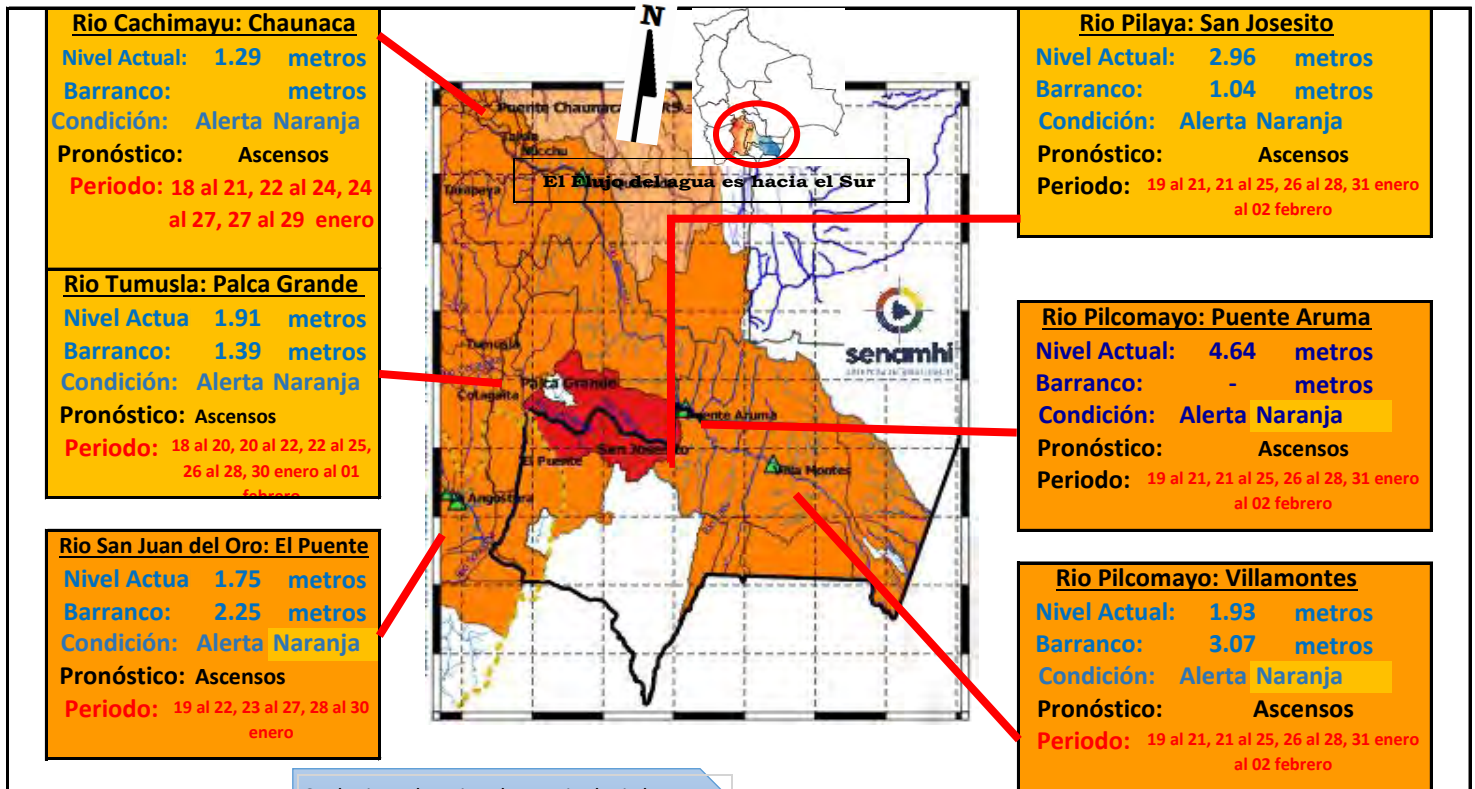 Rio Cachimayu: Chaunaca
Nivel Actual: 1.29 metros
Barranco: metros
Condición: Alerta Naranja
Pronóstico: Ascensos
Periodo: 18 al 21, 22 al 24, 24
al 27, 27 al 29 enero
Rio Tumusla: Palca Grande
Nivel Actua 1.91 metros
Barranco: 1.39 metros
Condición: Alerta Naranja
Pronóstico: Ascensos
Periodo: 18 al 20, 20 al 22, 22 al 25,
26 al 28, 30 enero al 01
febrero
Rio San Juan del Oro: El Puente
Nivel Actua 1.75 metros
Barranco: 2.25 metros
Condición: Alerta Naranja
Pronóstico: Ascensos
Periodo: 19 al 22, 23 al 27, 28 al 30
enero
N
Puente Chaunaca
El Flujo del agua es hacia el Sur
Tarapaya
senamhi
Tumusla
Palca Grande
Cotagaita
Puente Aruma
San Josesito
El Puente
Villa Montes
Angostura
Rio Pilaya: San Josesito
Nivel Actual: 2.96 metros
Barranco: 1.04 metros
Condición: Alerta Naranja
Pronóstico: Ascensos
Periodo: 19 al 21, 21 al 25, 26 al 28, 31 enero
al 02 febrero
Rio Pilcomayo: Puente Aruma
Nivel Actual: 4.64 metros
Barranco: - metros
Condición: Alerta Naranja
Pronóstico: Ascensos
Periodo: 19 al 21, 21 al 25, 26 al 28, 31 enero
al 02 febrero
Rio Pilcomayo: Villamontes
Nivel Actual: 1.93 metros
Barranco: 3.07 metros
Condición: Alerta Naranja
Pronóstico: Ascensos
Periodo: 19 al 21, 21 al 25, 26 al 28, 31 enero
al 02 febrero